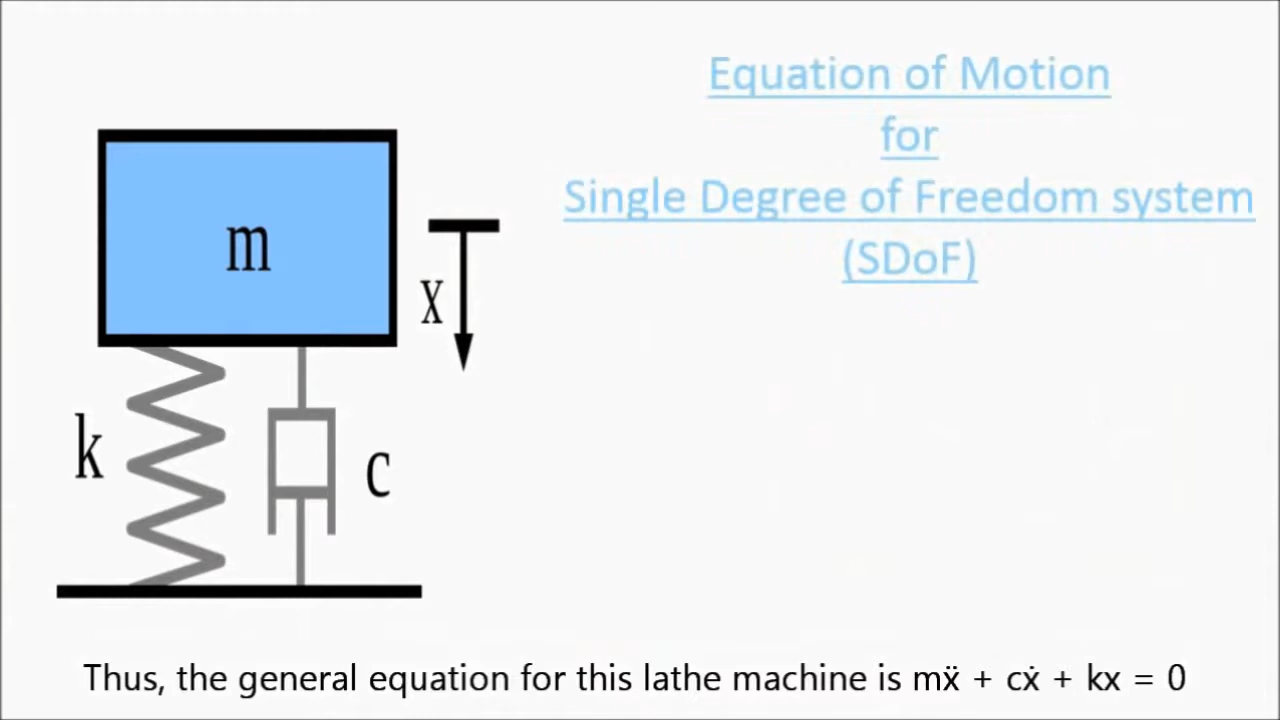 Equation of Motion
for
Single Degree of Freedom system
(SDoF)
m
x
k
c
Thus, the general equation for this lathe machine is mẍ + cẋ + kx = 0